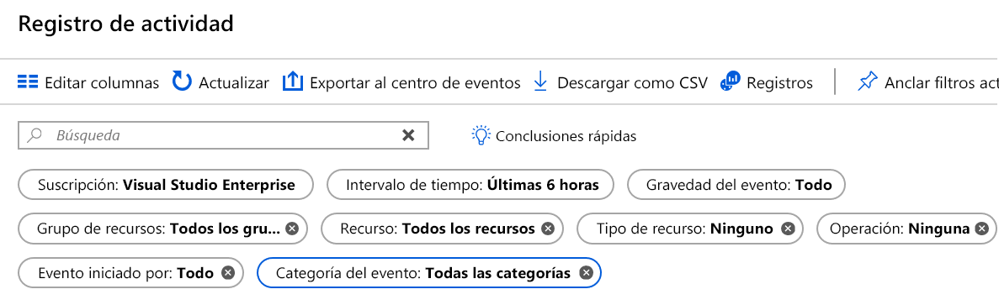 Registro de actividad
Editar columnas Actualizar Exportar al centro de eventos Descargar como CSV Registros Anclar filtros act
Búsqueda Conclusiones rápidas
Suscripción: Visual Studio Enterprise Intervalo de tiempo: Últimas 6 horas Gravedad del evento: Todo
Grupo de recursos: Todos los gru... Recurso: Todos los recursos Tipo de recurso: Ninguno Operación: Ninguna
Evento iniciado por: Todo Categoría del evento: Todas las categorías